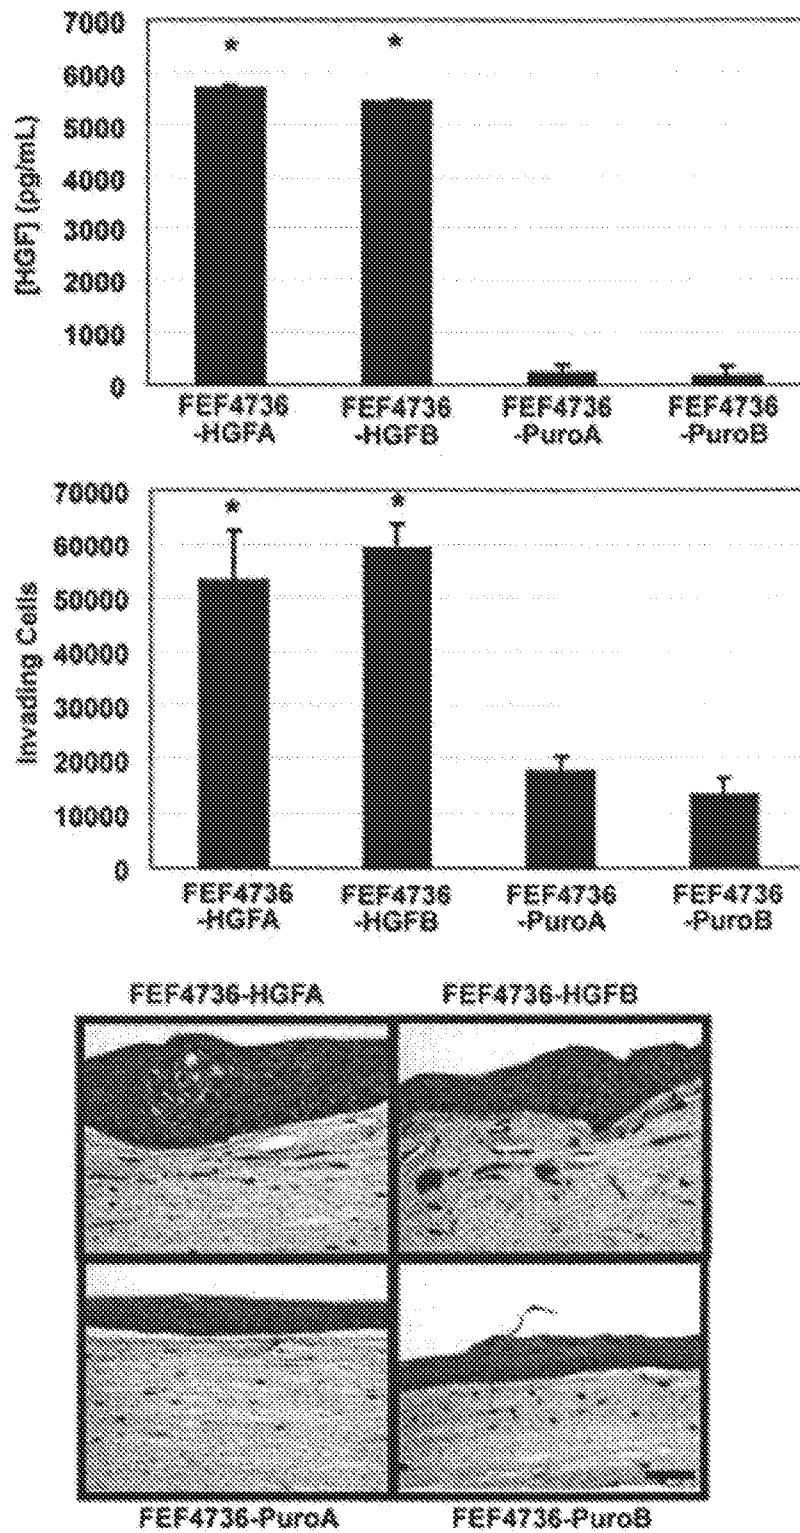 7000
6000
5000
4000
3000
2000
1000
0
[HGF] (pg/mL)
* *
FEF4736 FEF4736 FEF4736 FEF4736
-HGFA -HGFB -PuroA -PuroB
70000
60000
50000
40000
30000
20000
10000
0
Invading Cells
* *
FEF4736 FEF4736 FEF4736 FEF4736
-HGFA -HGFB -PuroA -PuroB
FEF4736-HGFA FEF4736-HGFB
FEF4736-PuroA FEF4736-PuroB